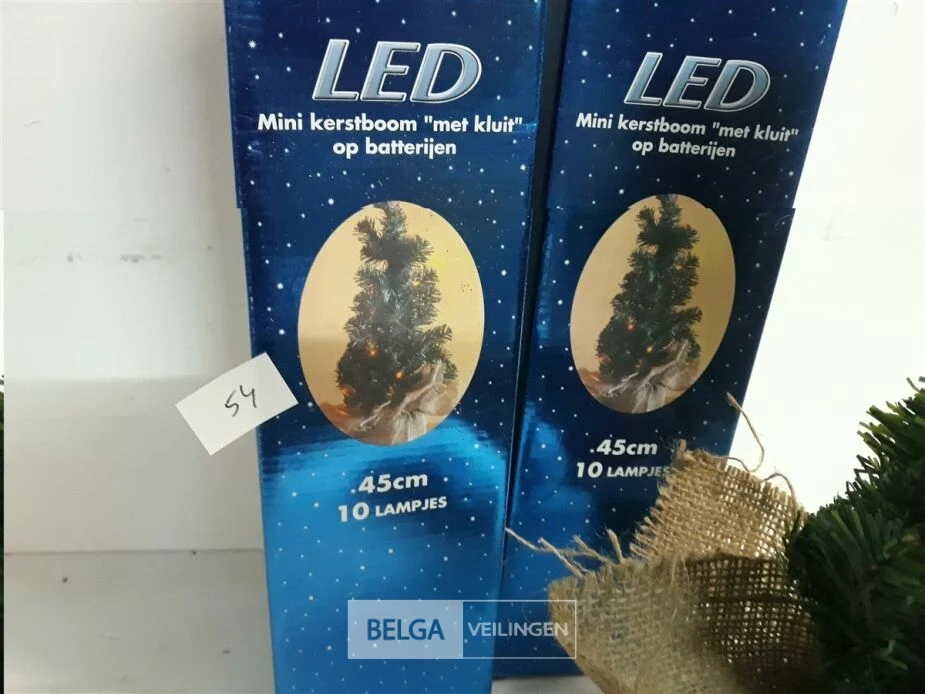 LED
Mini kerstboom "met kluit"
op batterijen
.45cm
10 LAMPJES
LED
Mini kerstboom "met kluit"
op batterijen
.45cm
10 LAMPJES
54
BELGA VEILINGEN